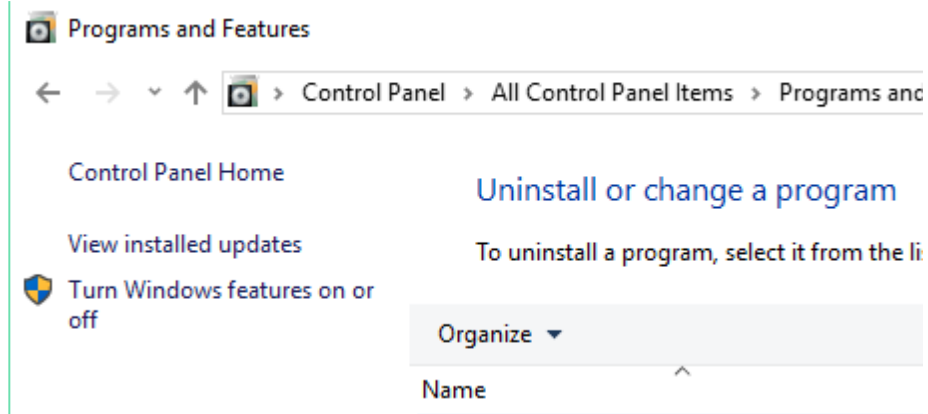 Programs and Features
Control Panel > All Control Panel Items > Programs and
Control Panel Home
Uninstall or change a program
View installed updates
To uninstall a program, select it from the
Turn Windows features on or
off
Organize
Name